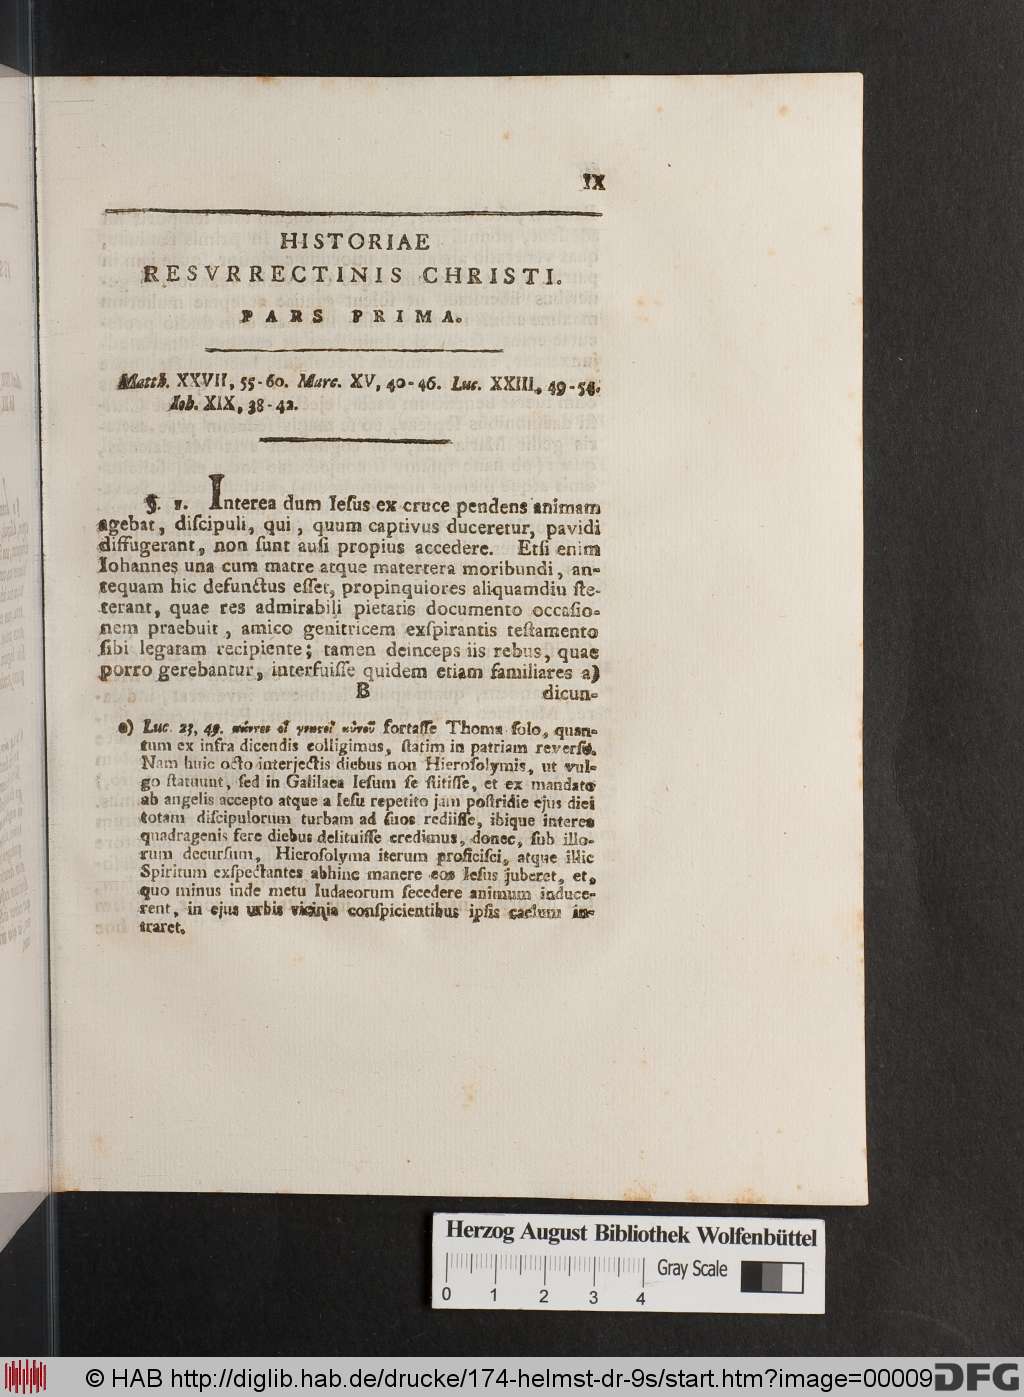 IX
HISTORIAE
RESVRRECTINIS CHRISTI.
PARS PRIMA.
Matth. XXVII, 55-60. Marc. XV, 40-46. Luc. XXIII, 49-54.
Ioh. XIX, 38-42.
§. 1. Interea dum Ieſus ex cruce pendens animam
agebat, diſcipuli, qui, quum captivus duceretur, pavidi
diffugerant, non ſunt auſi propius accedere. Etſi enim
Iohannes una cum matre atque matertera moribundi, an-
tequam hic defunctus eſſet, propinquiores aliquamdiu ſte-
terant, quae res admirabili pietatis documento occaſio-
nem praebuit, amico genitricem exſpirantis teſtamento
ſibi legatam recipiente; tamen deinceps iis rebus, quae
porro gerebantur, interfuiſſe quidem etiam familiares a)
B dicun-
a) Luc. 23, 49. πάντες οἱ γνωστοὶ αὐτοῦ fortaſſe Thoma ſolo, quan-
tum ex infra dicendis colligimus, ſtatim in patriam reverſo.
Nam huic octo interjectis diebus non Hieroſolymis, ut vul-
go ſtatuunt, ſed in Galilaea Ieſum ſe ſtitiſſe, et ex mandato
ab angelis accepto atque a Ieſu repetito jam poſtridie ejus diei
totam diſcipulorum turbam ad ſuos rediiſſe, ibique interea
quadragenis fere diebus delituiſſe credimus, donec, ſub illo-
rum decurſum, Hieroſolyma iterum proficiſci, atque illic
Spiritum exſpectantes abhinc manere eos Ieſus juberet, et,
quo minus inde metu Iudaeorum ſecedere animum induce-
rent, in ejus urbis vicinia conſpicientibus ipſis caelum in-
traret.
Herzog August Bibliothek Wolfenbüttel
Gray Scale
0 1 2 3 4
© HAB http://diglib.hab.de/drucke/174-helmst-dr-9s/start.htm?image=00009
DFG